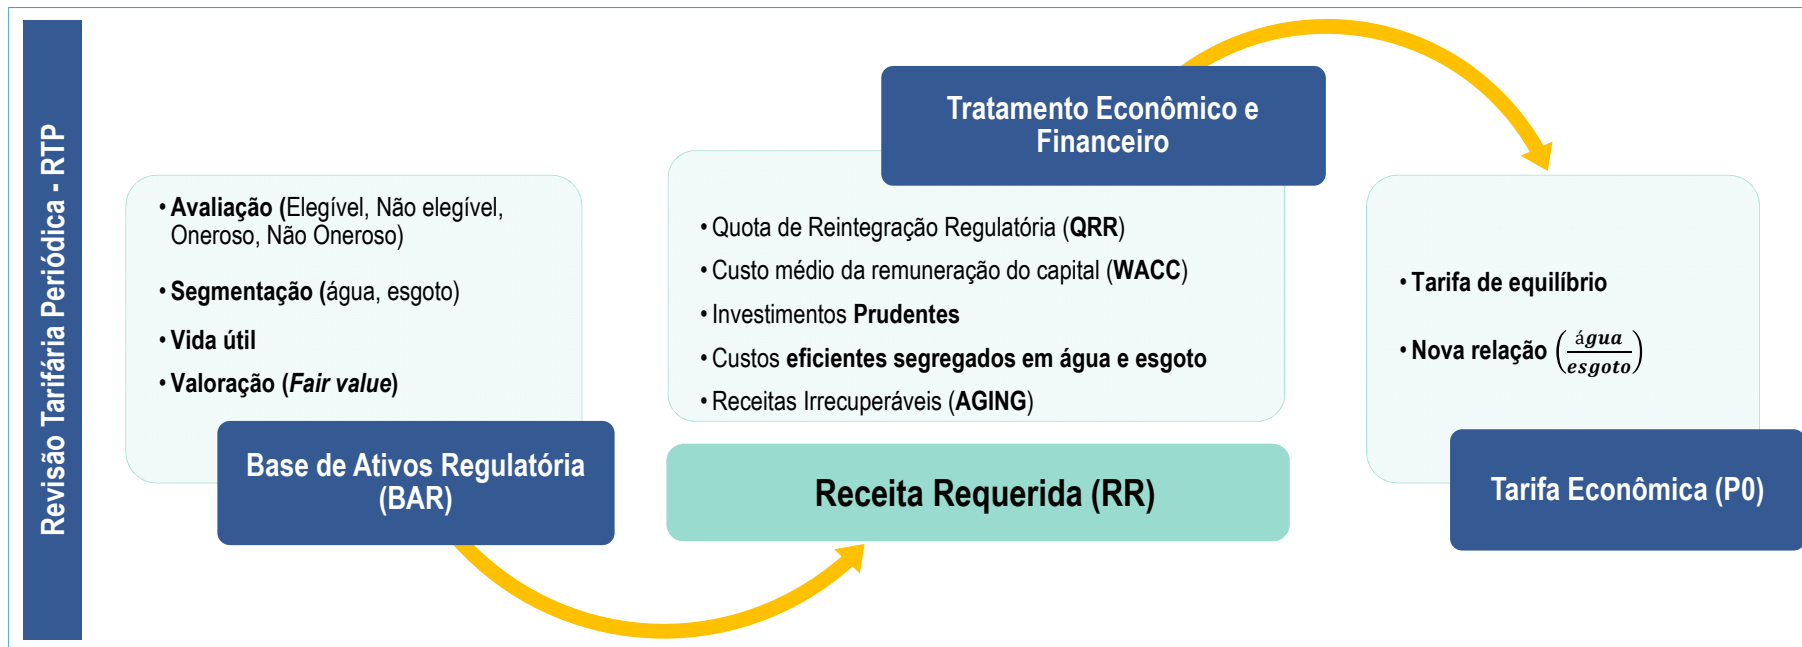 Revisão Tarifária Periódica - RTP
• Avaliação (Elegível, Não elegível,
Oneroso, Não Oneroso)
• Segmentação (água, esgoto)
• Vida útil
• Valoração (Fair value)
Base de Ativos Regulatória
(BAR)
Tratamento Econômico e
Financeiro
• Quota de Reintegração Regulatória (QRR)
• Custo médio da remuneração do capital (WACC)
• Investimentos Prudentes
• Custos eficientes segregados em água e esgoto
• Receitas Irrecuperáveis (AGING)
Receita Requerida (RR)
• Tarifa de equilíbrio
• Nova relação (água/esgoto)
Tarifa Econômica (P0)